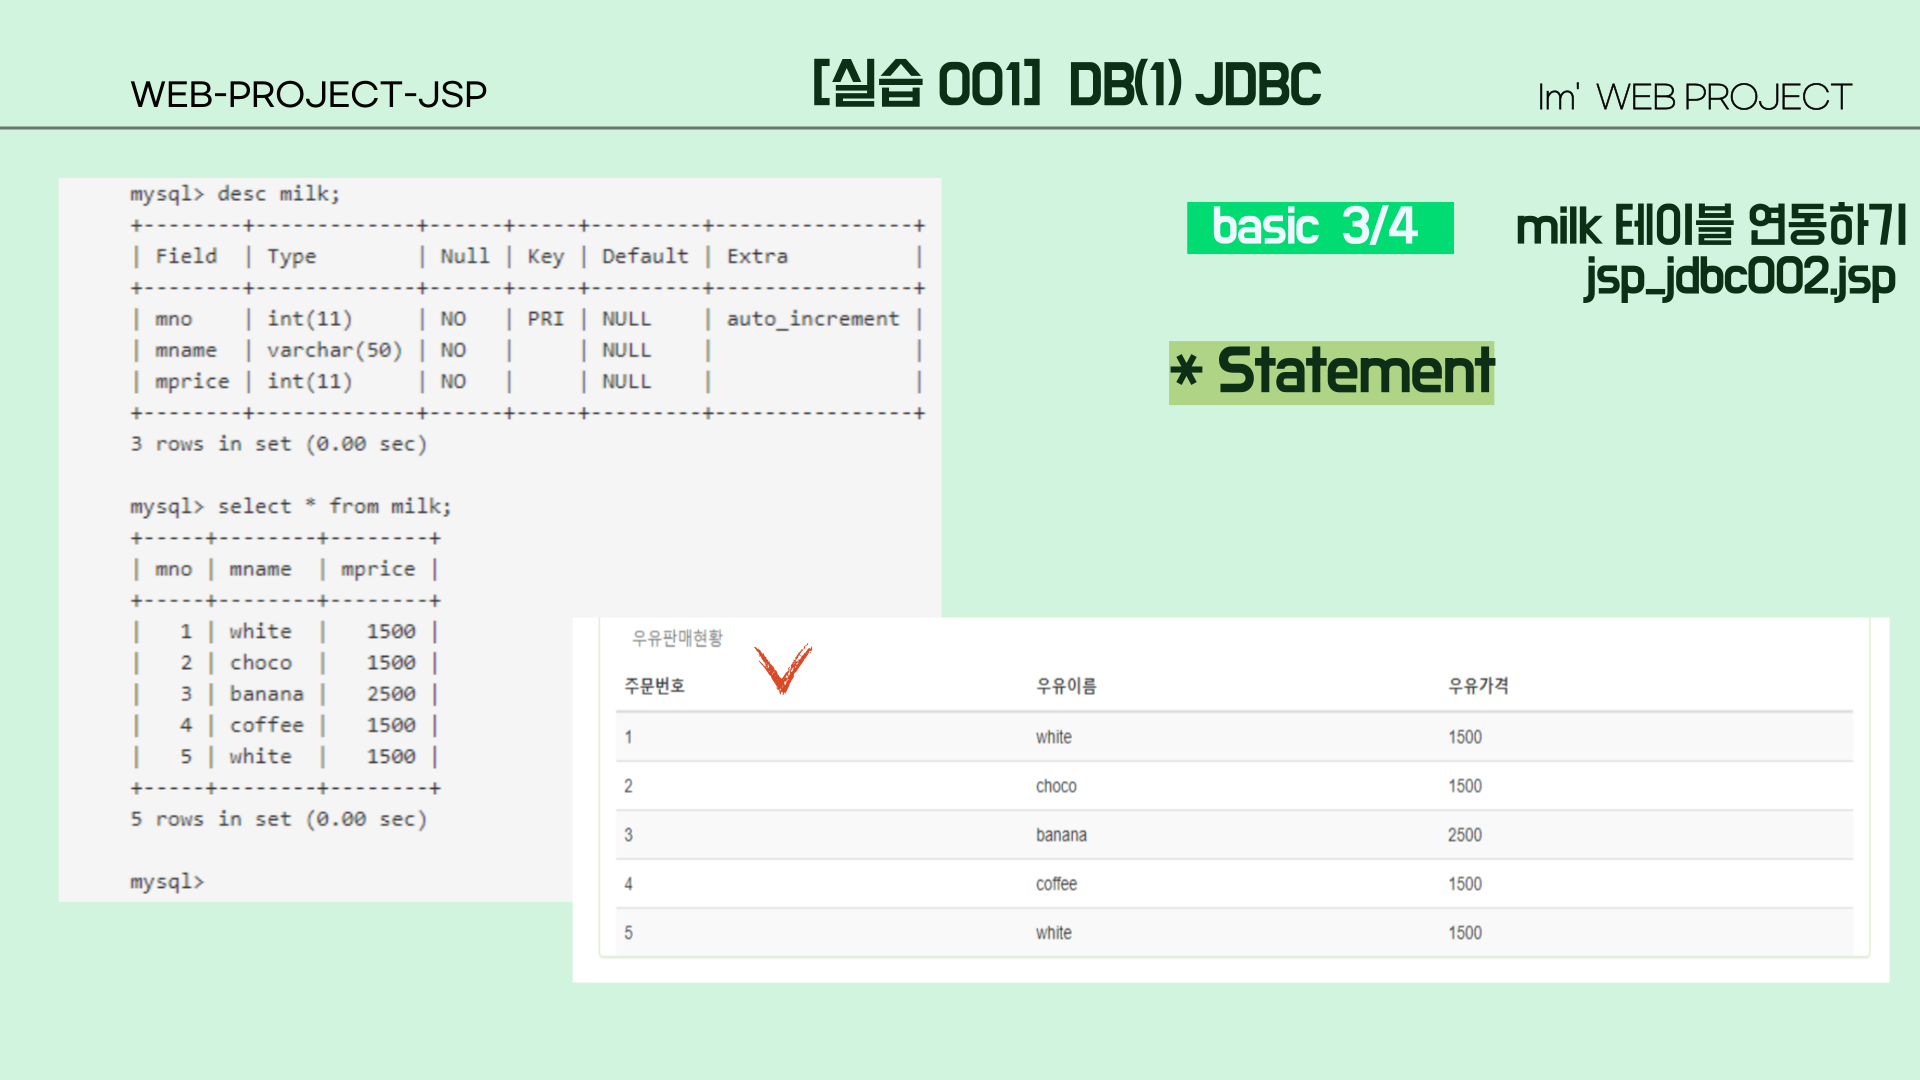 WEB-PROJECT-JSP
[실습 001] DB(1) JDBC
Im' WEB PROJECT
mysql> desc milk;
+--------+-------------+------+-----+---------+----------------+
| Field  | Type        | Null | Key | Default | Extra          |
+--------+-------------+------+-----+---------+----------------+
| mno    | int(11)     | NO   | PRI | NULL    | auto_increment |
| mname  | varchar(50) | NO   |     | NULL    |                |
| mprice | int(11)     | NO   |     | NULL    |                |
+--------+-------------+------+-----+---------+----------------+
3 rows in set (0.00 sec)
mysql> select * from milk;
+-----+--------+--------+
| mno | mname  | mprice |
+-----+--------+--------+
|   1 | white  |   1500 |
|   2 | choco  |   1500 |
|   3 | banana |   2500 |
|   4 | coffee |   1500 |
|   5 | white  |   1500 |
+-----+--------+--------+
5 rows in set (0.00 sec)
mysql>
basic 3/4
milk 테이블 연동하기
jsp_jdbc002.jsp
* Statement
우유판매현황
주문번호 우유이름 우유가격
1 white 1500
2 choco 1500
3 banana 2500
4 coffee 1500
5 white 1500